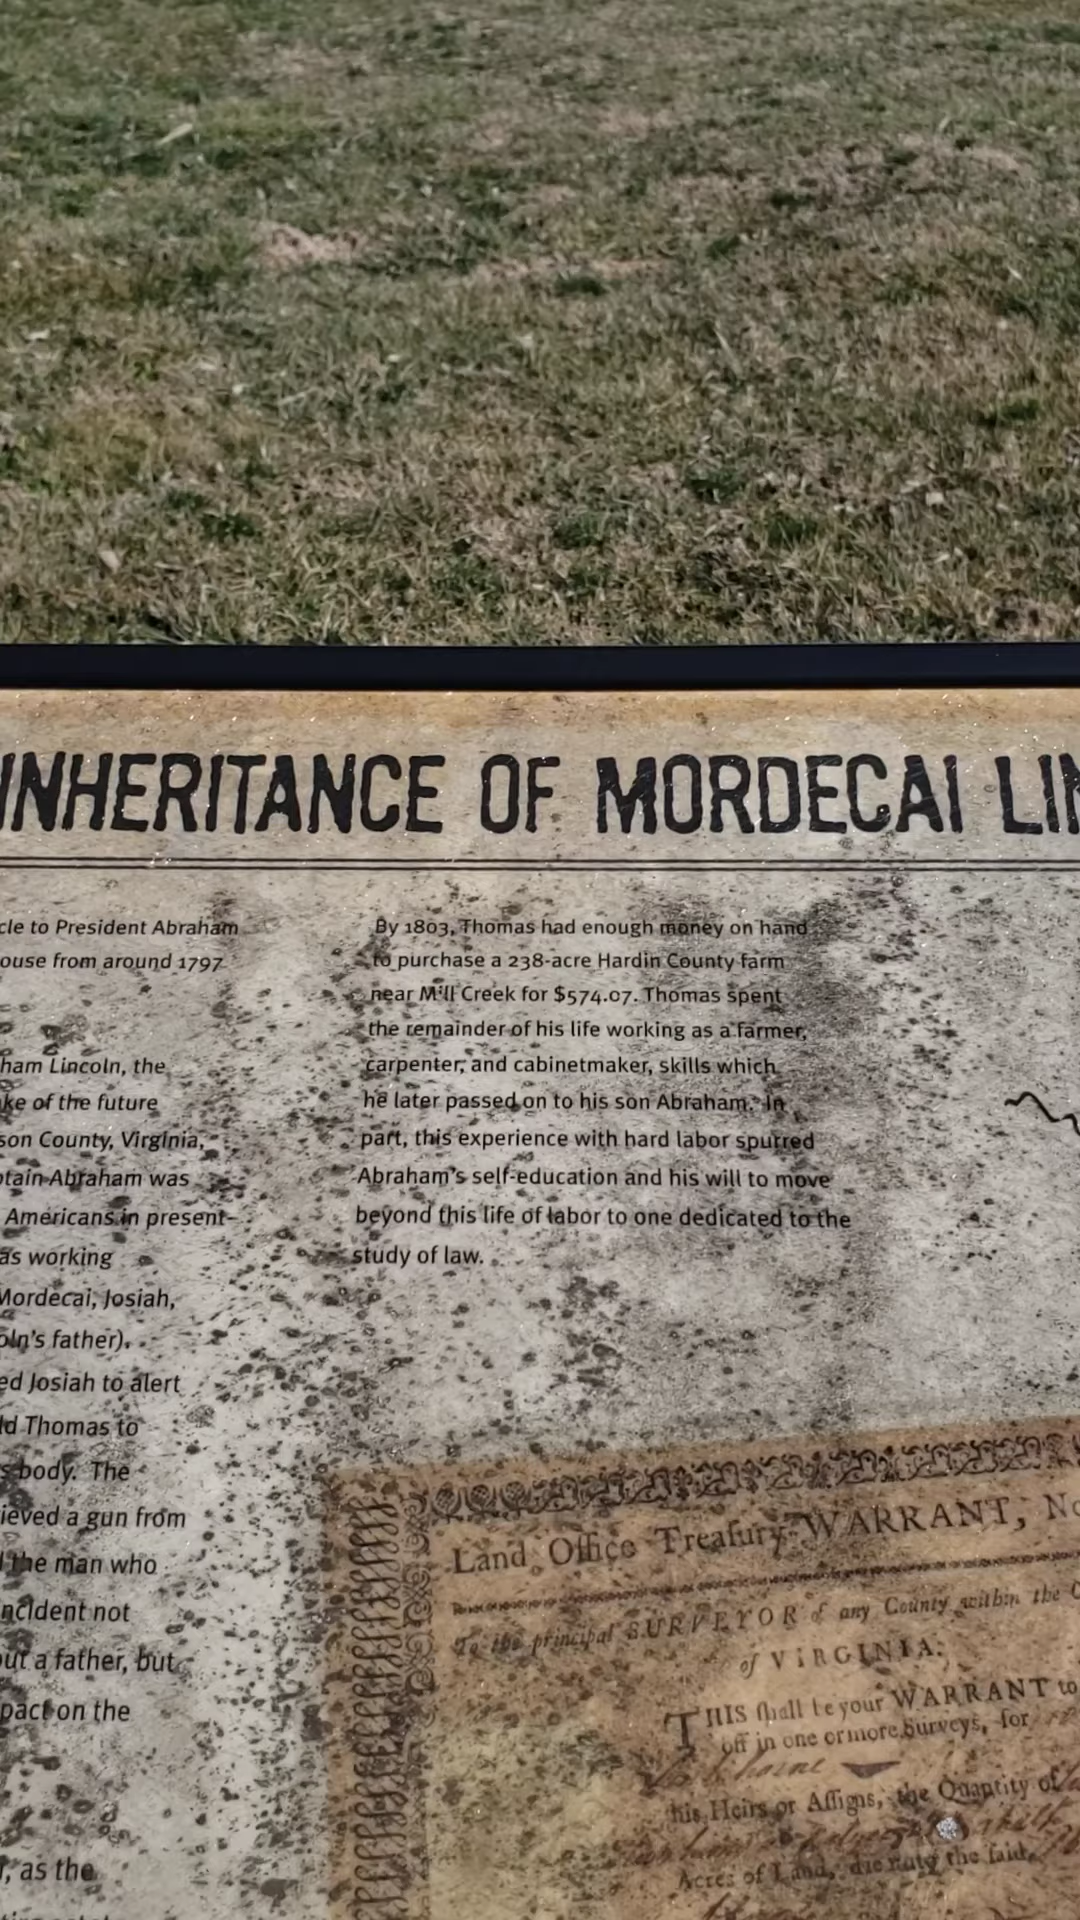 INHERITANCE OF MORDECAI LIN
cle to President Abraham
ouse from around 1797
ham Lincoln, the
ke of the future
son County, Virginia,
ptain Abraham was
Americans in present-
as working
Mordecai, Josiah,
oln's father).
ed Josiah to alert
ld Thomas to
s body. The
ieved a gun from
the man who
ncident not
out a father, but
pact on the
r, as the
By 1803, Thomas had enough money on hand
to purchase a 238-acre Hardin County farm
near Mill Creek for $574.07. Thomas spent
the remainder of his life working as a farmer,
carpenter, and cabinetmaker, skills which
he later passed on to his son Abraham. In
part, this experience with hard labor spurred
Abraham's self-education and his will to move
beyond this life of labor to one dedicated to the
study of law.
Land Office Treasury WARRANT, No
To the principal SURVEYOR of any County within the C
of VIRGINIA.
THIS shall be your WARRANT to
off in one or more Surveys, for
his Heirs or Assigns, the Quantity of
Acres of Land, due unto the said